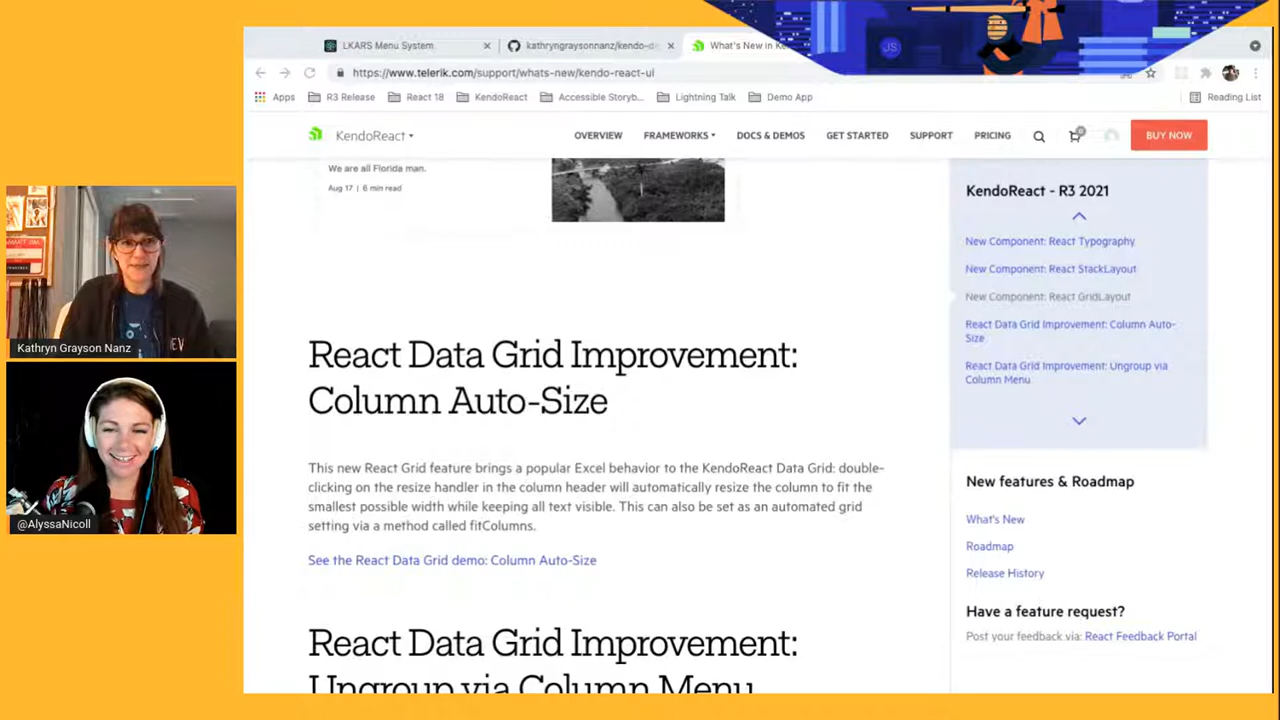 LKARS Menu System
kathryngraysonnanz/kendo-de
What's New in Ken
JS
https://www.telerik.com/support/whats-new/kendo-react-ui
Apps
R3 Release
React 18
KendoReact
Accessible Storyb...
Lightning Talk
Demo App
Reading List
KendoReact
OVERVIEW
FRAMEWORKS
DOCS & DEMOS
GET STARTED
SUPPORT
PRICING
0
BUY NOW
We are all Florida man.
Aug 17 | 6 min read
KendoReact - R3 2021
New Component: React Typography
New Component: React StackLayout
New Component: React GridLayout
React Data Grid Improvement: Column Auto-
Size
React Data Grid Improvement: Ungroup via
Column Menu
Kathryn Grayson Nanz
@AlyssaNicoll
React Data Grid Improvement:
Column Auto-Size
This new React Grid feature brings a popular Excel behavior to the KendoReact Data Grid: double-
clicking on the resize handler in the column header will automatically resize the column to fit the
smallest possible width while keeping all text visible. This can also be set as an automated grid
setting via a method called fitColumns.
See the React Data Grid demo: Column Auto-Size
React Data Grid Improvement:
Ungroup via Column Menu
New features & Roadmap
What's New
Roadmap
Release History
Have a feature request?
Post your feedback via: React Feedback Portal